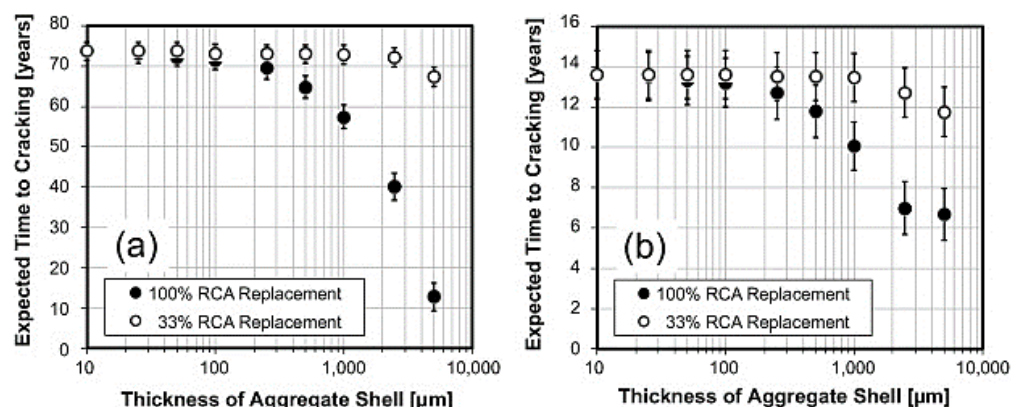 Expected Time to Cracking [years]
80
70
60
50
40
30
20
10
0
(a)
100% RCA Replacement
33% RCA Replacement
10
100
1,000
10,000
Thickness of Aggregate Shell [µm]
Expected Time to Cracking [years]
16
14
12
10
8
6
4
2
0
(b)
100% RCA Replacement
33% RCA Replacement
10
100
1,000
10,000
Thickness of Aggregate Shell [µm]